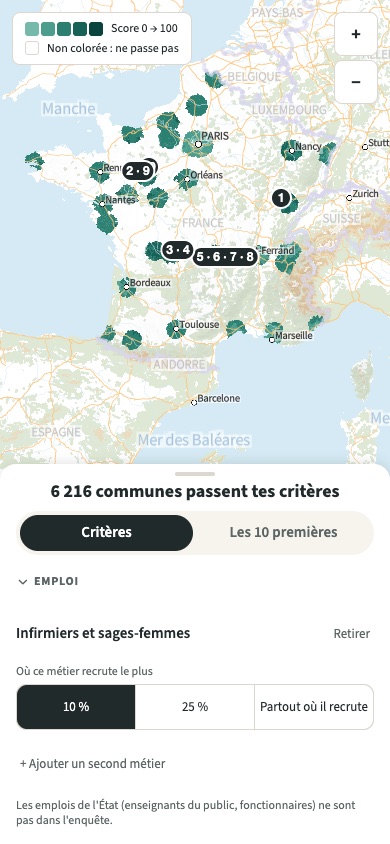 Score 0 → 100
Non colorée : ne passe pas
+
−
PAYS-BAS
BELGIQUE
Manche
LUXEMBOURG
PARIS
Nancy
Stutt
2 · 9
Orléans
Nantes
1
Zurich
FRANCE
SUISSE
3 · 4
5 · 6 · 7 · 8
Ferrand
Bordeaux
Toulouse
Marseille
ANDORRE
Barcelone
ESPAGNE
Mer des Baléares
Me
6 216 communes passent tes critères
Critères
Les 10 premières
EMPLOI
Infirmiers et sages-femmes
Retirer
Où ce métier recrute le plus
10 %
25 %
Partout où il recrute
+ Ajouter un second métier
Les emplois de l'État (enseignants du public, fonctionnaires) ne sont
pas dans l'enquête.